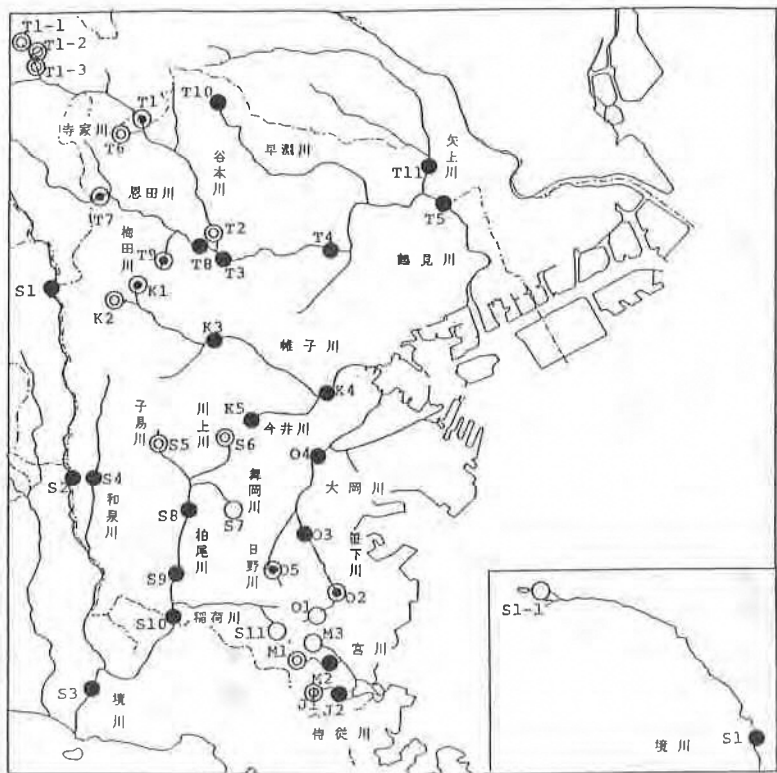 T1-1
T1-2
T1-3
T1
T10
寺家川
T6
谷本川
早淵川
矢上川
T11
恩田川
T7
T5
梅田川
T2
T9
T8
T3
T4
鶴見川
S1
K1
K2
K3
帷子川
K4
K5
今井川
子易川
川上川
S5
S6
O4
大岡川
舞岡川
S2
S4
和泉川
S8
S7
柏尾川
O3
笹下川
日野川
O5
S9
O2
O1
S10
稲荷川
S11
M3
宮川
M1
M2
S3
境川
J1
J2
侍従川
S1-1
S1
境川